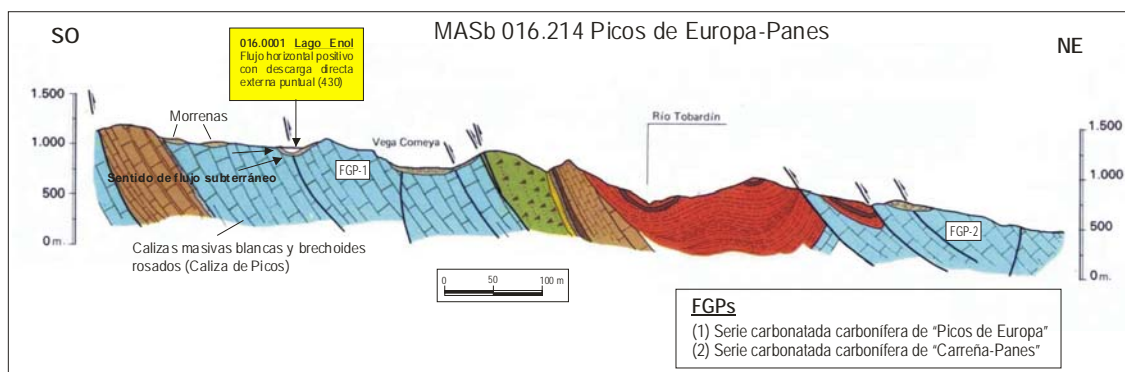 MASb 016.214 Picos de Europa-Panes
SO
NE
016.0001 Lago Enol
Flujo horizontal positivo
con descarga directa
externa puntual (430)
1.500
1.000
500
0 m.
Morrenas
Sentido de flujo subterráneo
FGP-1
Vega Comeya
Río Tobardín
1.500
1.000
500
0 m.
FGP-2
Calizas masivas blancas y brechoides
rosados (Caliza de Picos)
0 50 100 m
FGPs
(1) Serie carbonatada carbonífera de "Picos de Europa"
(2) Serie carbonatada carbonífera de "Carreña-Panes"